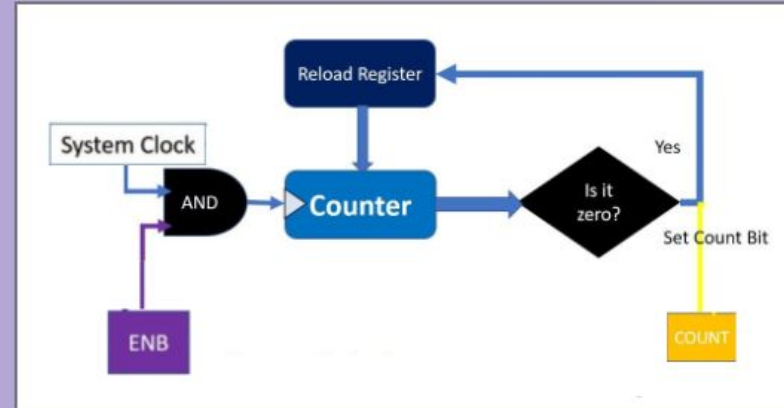 Reload Register
System Clock
Yes
AND
Counter
Is it
zero?
Set Count Bit
ENB
COUNT